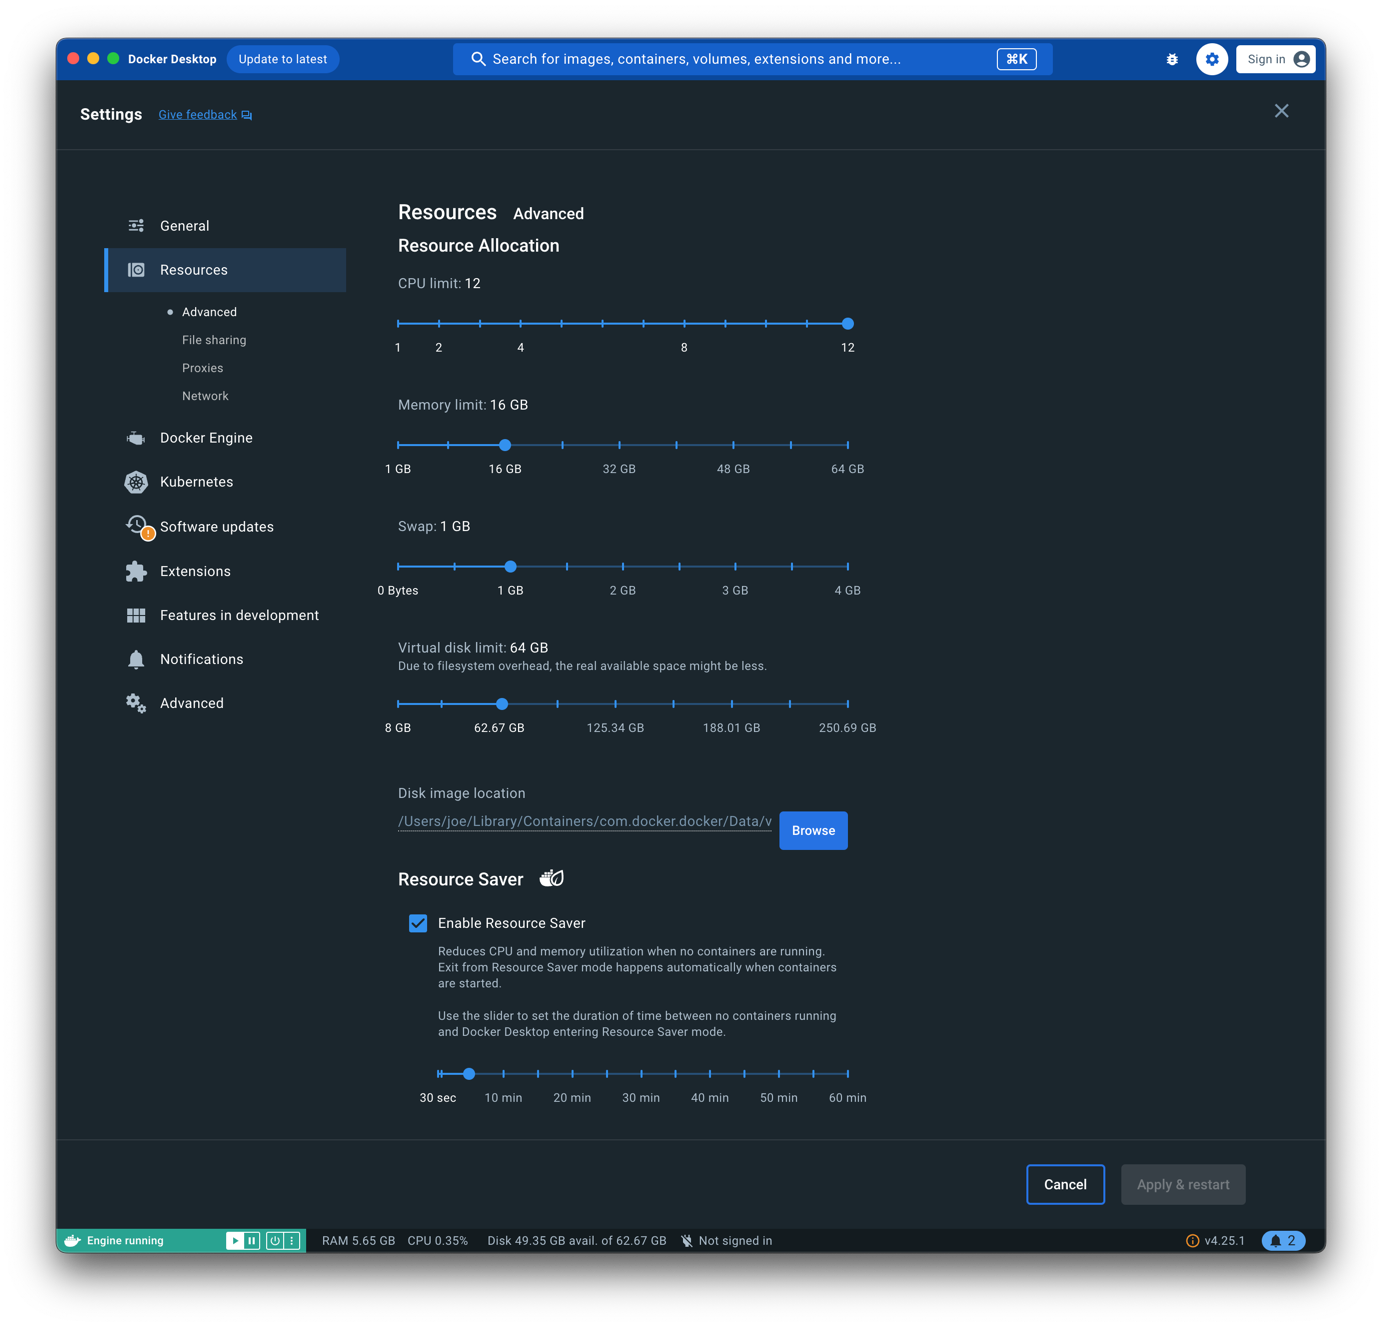 Docker Desktop
Update to latest
Search for images, containers, volumes, extensions and more...
⌘K
Sign in
Settings
Give feedback
General
Resources
Advanced
File sharing
Proxies
Network
Docker Engine
Kubernetes
Software updates
Extensions
Features in development
Notifications
Advanced
Resources Advanced
Resource Allocation
CPU limit: 12
1 2 4 8 12
Memory limit: 16 GB
1 GB 16 GB 32 GB 48 GB 64 GB
Swap: 1 GB
0 Bytes 1 GB 2 GB 3 GB 4 GB
Virtual disk limit: 64 GB
Due to filesystem overhead, the real available space might be less.
8 GB 62.67 GB 125.34 GB 188.01 GB 250.69 GB
Disk image location
/Users/joe/Library/Containers/com.docker.docker/Data/v
Browse
Resource Saver
Enable Resource Saver
Reduces CPU and memory utilization when no containers are running.
Exit from Resource Saver mode happens automatically when containers
are started.
Use the slider to set the duration of time between no containers running
and Docker Desktop entering Resource Saver mode.
30 sec 10 min 20 min 30 min 40 min 50 min 60 min
Cancel
Apply & restart
Engine running
RAM 5.65 GB CPU 0.35% Disk 49.35 GB avail. of 62.67 GB Not signed in
v4.25.1
2